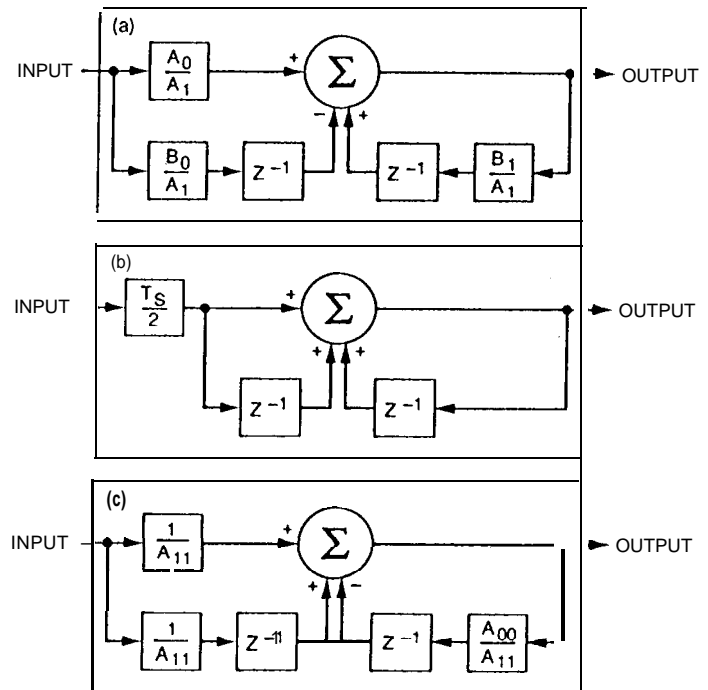 (a)
INPUT
A0
A1
+
Σ
OUTPUT
−
+
B0
A1
Z−1
Z−1
B1
A1
(b)
INPUT
TS
2
+
Σ
OUTPUT
+
+
Z−1
Z−1
(c)
INPUT
1
A11
+
Σ
OUTPUT
+
−
1
A11
Z−11
Z−1
A00
A11